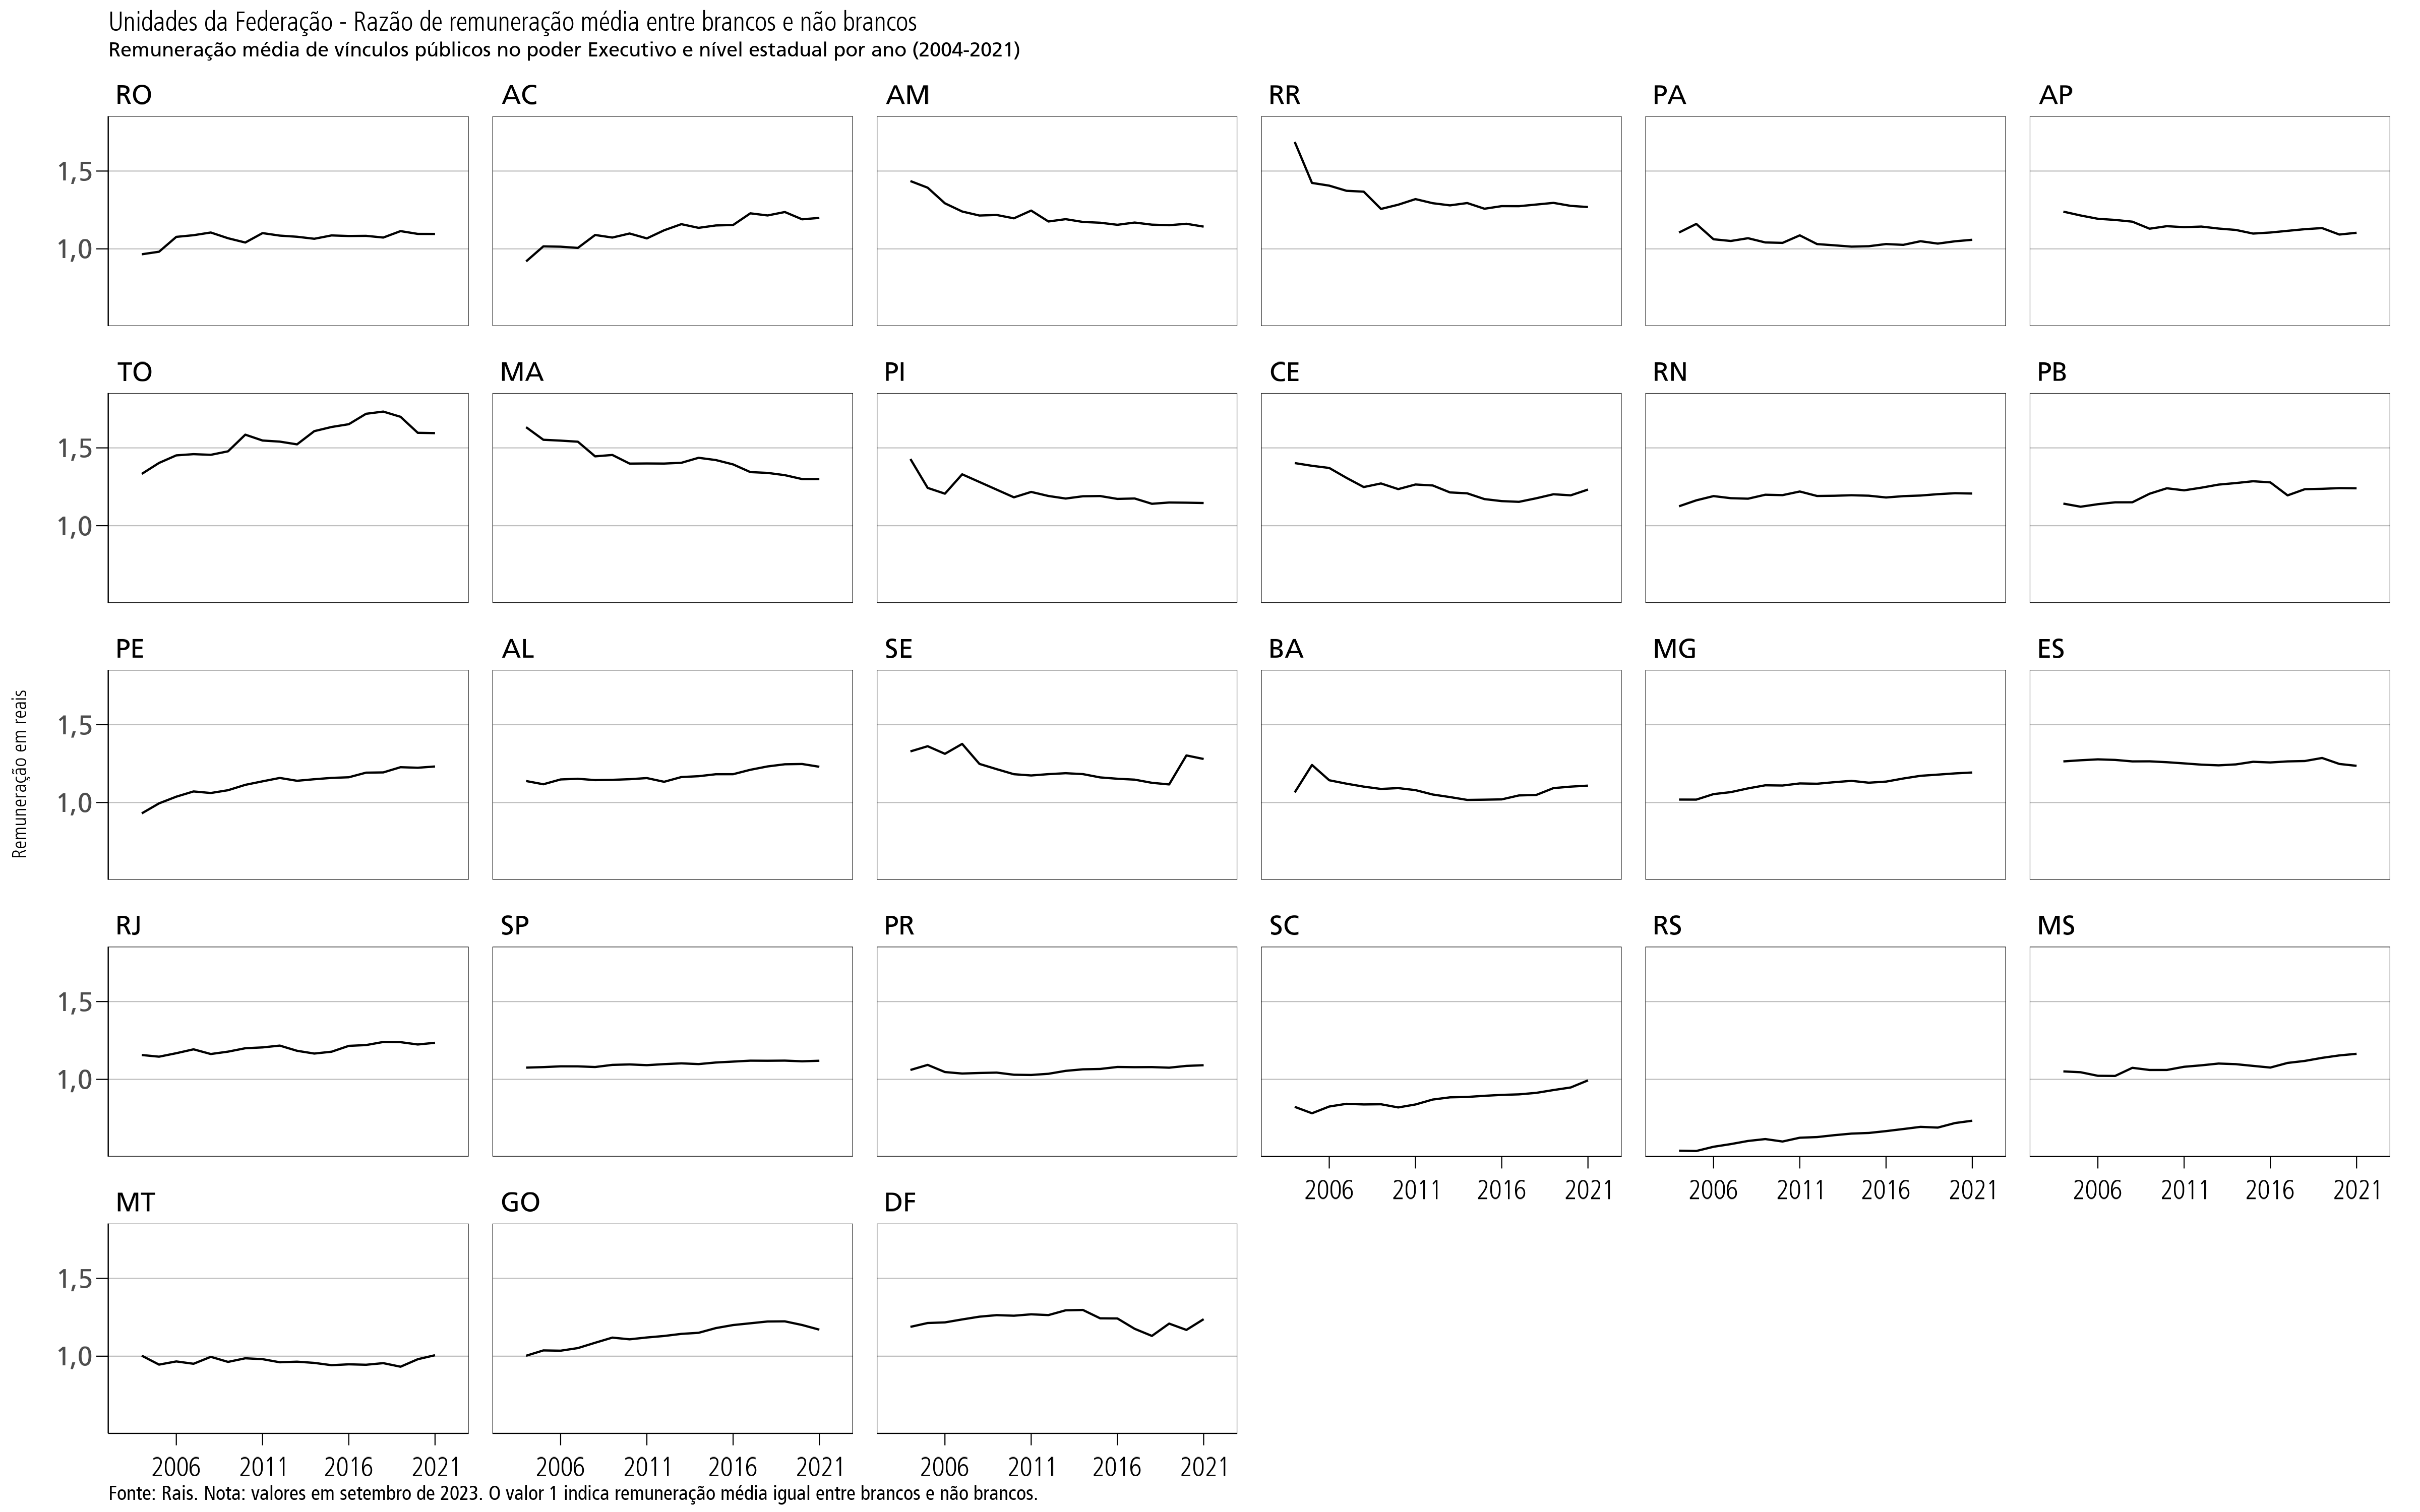 Unidades da Federação - Razão de remuneração média entre brancos e não brancos
Remuneração média de vínculos públicos no poder Executivo e nível estadual por ano (2004-2021)
RO AC AM RR PA AP
1,5
1,0
TO MA PI CE RN PB
1,5
1,0
PE AL SE BA MG ES
Remuneração em reais
1,5
1,0
RJ SP PR SC RS MS
1,5
1,0
2006 2011 2016 2021 2006 2011 2016 2021 2006 2011 2016 2021
MT GO DF
1,5
1,0
2006 2011 2016 2021 2006 2011 2016 2021 2006 2011 2016 2021
Fonte: Rais. Nota: valores em setembro de 2023. O valor 1 indica remuneração média igual entre brancos e não brancos.